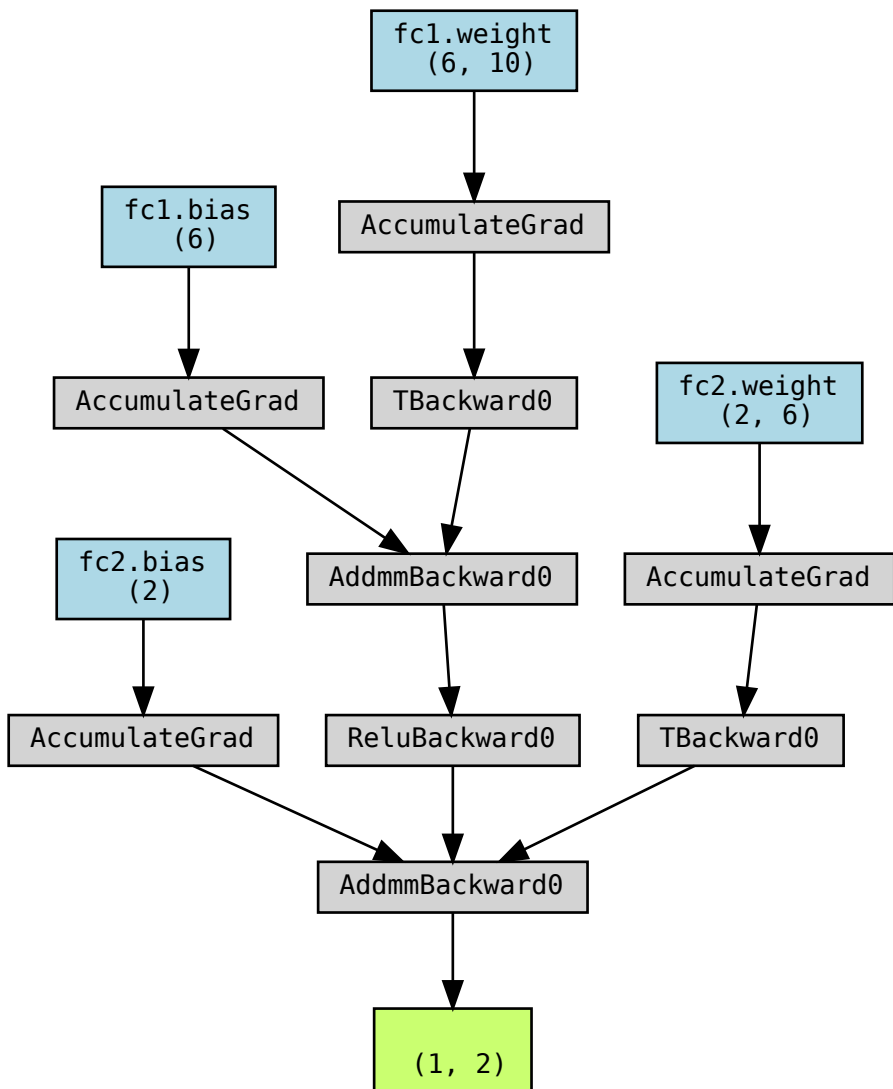 fc1.weight
(6, 10)
fc1.bias
(6)
AccumulateGrad
AccumulateGrad
TBackward0
fc2.weight
(2, 6)
fc2.bias
(2)
AddmmBackward0
AccumulateGrad
AccumulateGrad
ReluBackward0
TBackward0
AddmmBackward0
(1, 2)